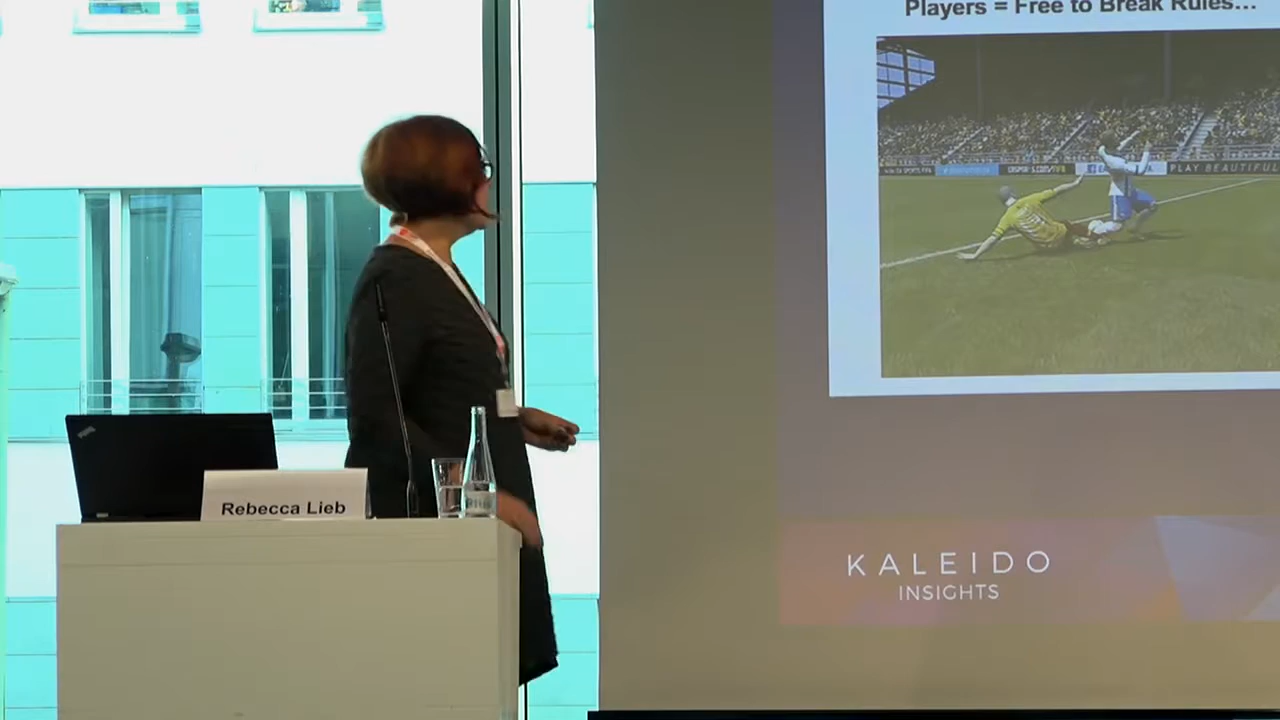 Players = Free to Break Rules...
PLAY BEAUTIFUL
Rebecca Lieb
KALEIDO
INSIGHTS